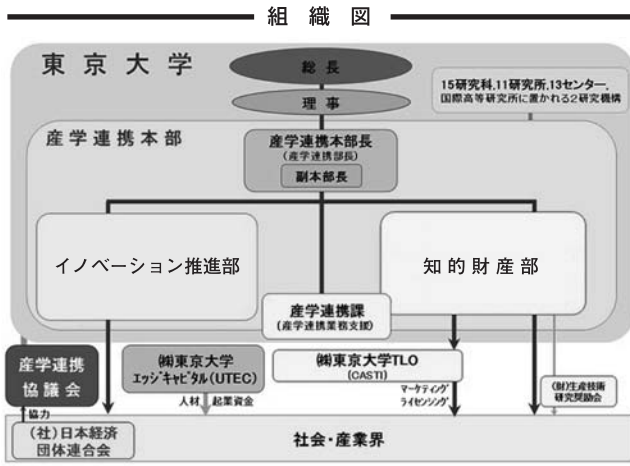 組織図
東京大学
総長
理事
15研究科,11研究所,13センター,
国際高等研究所に置かれる2研究機構
産学連携本部
産学連携本部長
(産学連携部長)
副本部長
イノベーション推進部
知的財産部
産学連携課
(産学連携業務支援)
産学連携
協議会
㈱東京大学
エッジキャピタル(UTEC)
㈱東京大学TLO
(CASTI)
(財)生産技術
研究奨励会
協力
人材
起業資金
マーケティング
ライセンシング
(社)日本経済
団体連合会
社会・産業界